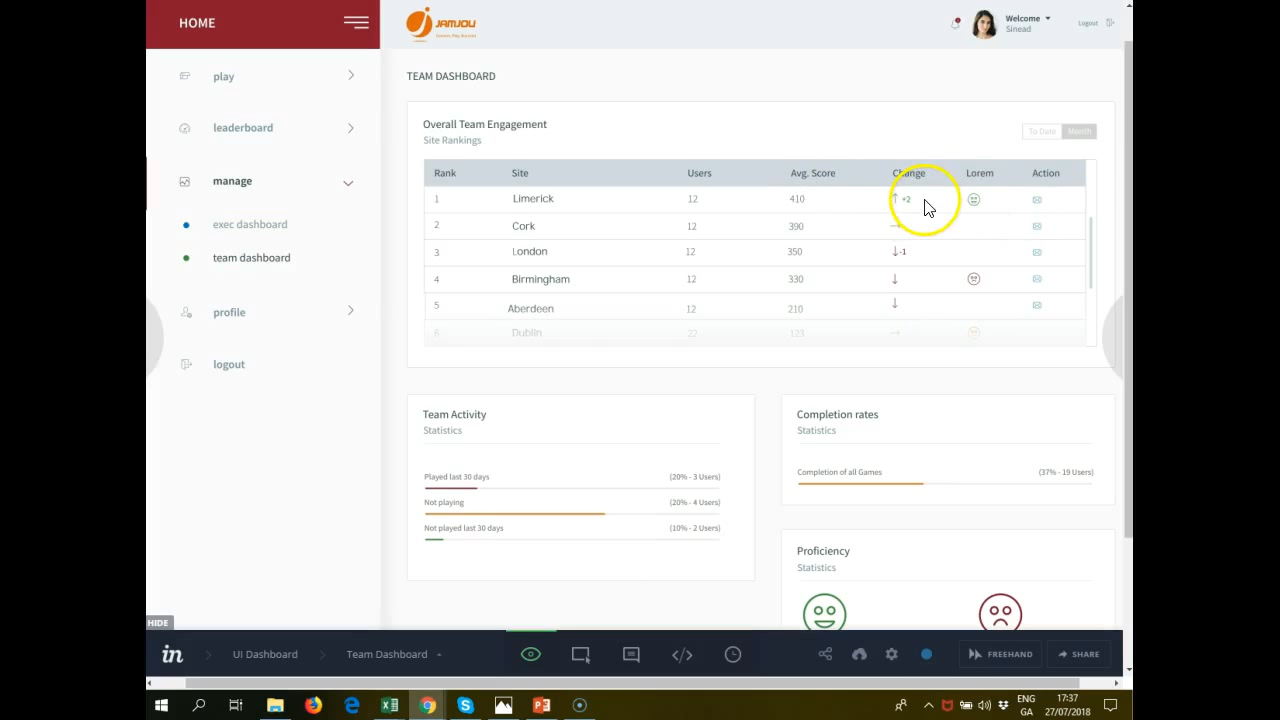 HOME
JAMJOU
Welcome
Sinead
Logout
play
leaderboard
manage
exec dashboard
team dashboard
profile
logout
TEAM DASHBOARD
Overall Team Engagement
Site Rankings
To Date Month
Rank Site Users Avg. Score Change Lorem Action
1 Limerick 12 410 ↑ +2
2 Cork 12 390 →
3 London 12 350 ↓ -1
4 Birmingham 12 330 ↓
5 Aberdeen 12 210 ↓
6 Dublin 22 123 →
Team Activity
Statistics
Played last 30 days (20% - 3 Users)
Not playing (20% - 4 Users)
Not played last 30 days (10% - 2 Users)
Completion rates
Statistics
Completion of all Games (37% - 19 Users)
Proficiency
Statistics
HIDE
in UI Dashboard Team Dashboard
FREEHAND SHARE
ENG
GA
17:37
27/07/2018